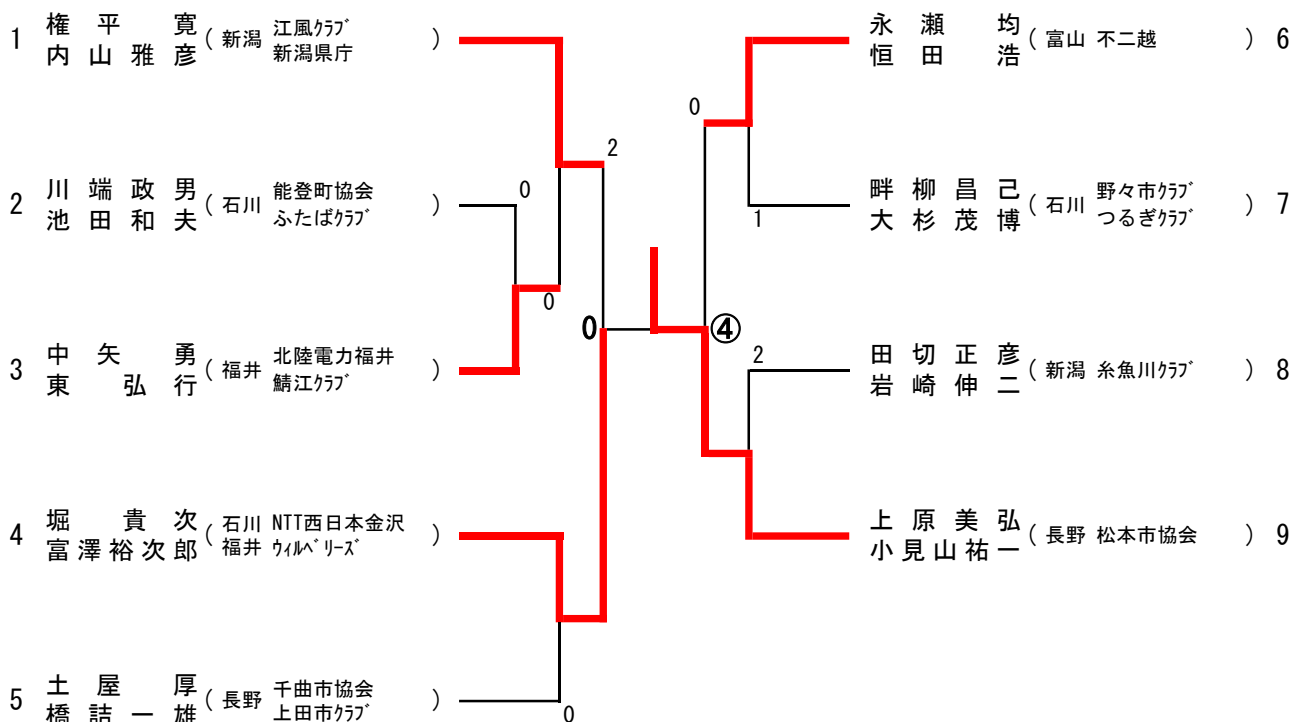 1 権平寛 (新潟 江風ｸﾗﾌﾞ )
内山雅彦 新潟県庁
2 川端政男 (石川 能登町協会 )
池田和夫 ふたばｸﾗﾌﾞ
3 中矢勇 (福井 北陸電力福井 )
東弘行 鯖江ｸﾗﾌﾞ
4 堀貴次 (石川 NTT西日本金沢 )
富澤裕次郎 福井 ｳｨﾙﾍﾞﾘｰｽﾞ
5 土屋厚 (長野 千曲市協会 )
橋詰一雄 上田市ｸﾗﾌﾞ
0
0
2
0
0
④
0
1
2
永瀬均 (富山 不二越 ) 6
恒田浩
畔柳昌己 (石川 野々市ｸﾗﾌﾞ ) 7
大杉茂博 つるぎｸﾗﾌﾞ
田切正彦 (新潟 糸魚川ｸﾗﾌﾞ ) 8
岩崎伸二
上原美弘 (長野 松本市協会 ) 9
小見山祐一